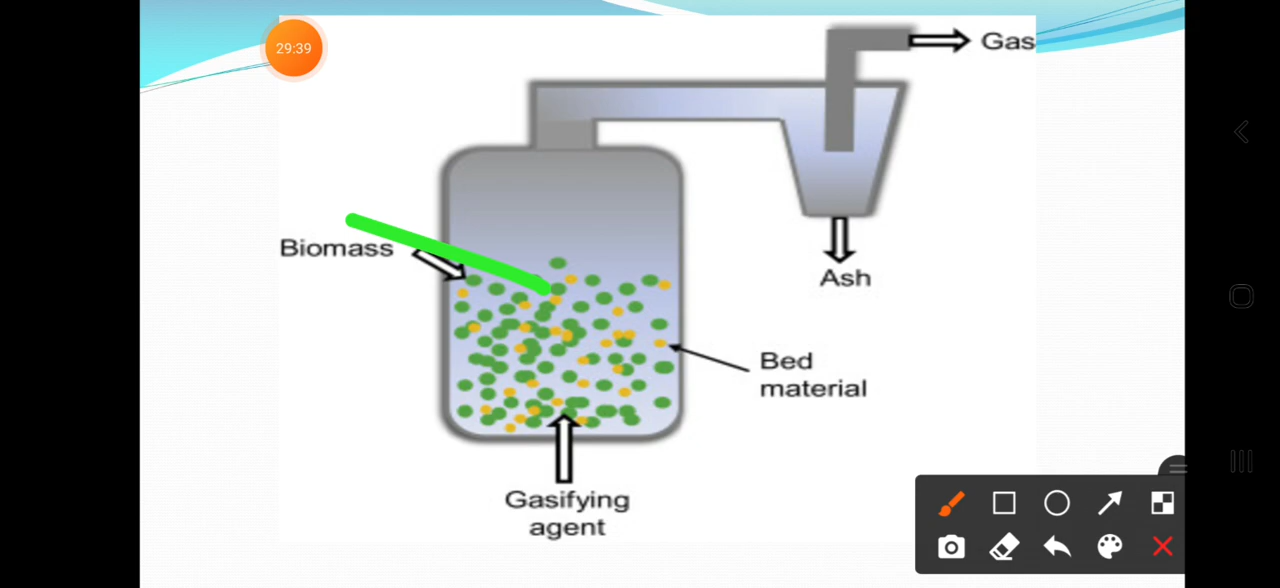 29:39
Gas
Biomass
Ash
Bed
material
Gasifying
agent